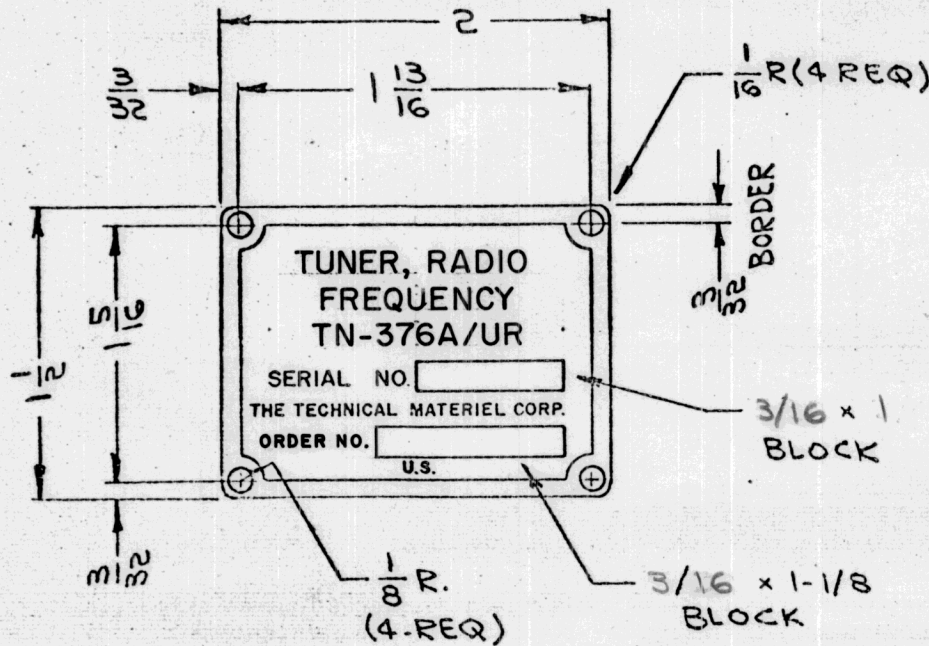 2
3/32
1 13/16
1/16 R (4 REQ)
3/32 BORDER
1 1/2
1 5/16
TUNER, RADIO
FREQUENCY
TN-376A/UR
SERIAL NO.
THE TECHNICAL MATERIEL CORP.
ORDER NO.
U.S.
3/16 x 1
BLOCK
3/32
1/8 R.
(4-REQ)
3/16 x 1-1/8
BLOCK